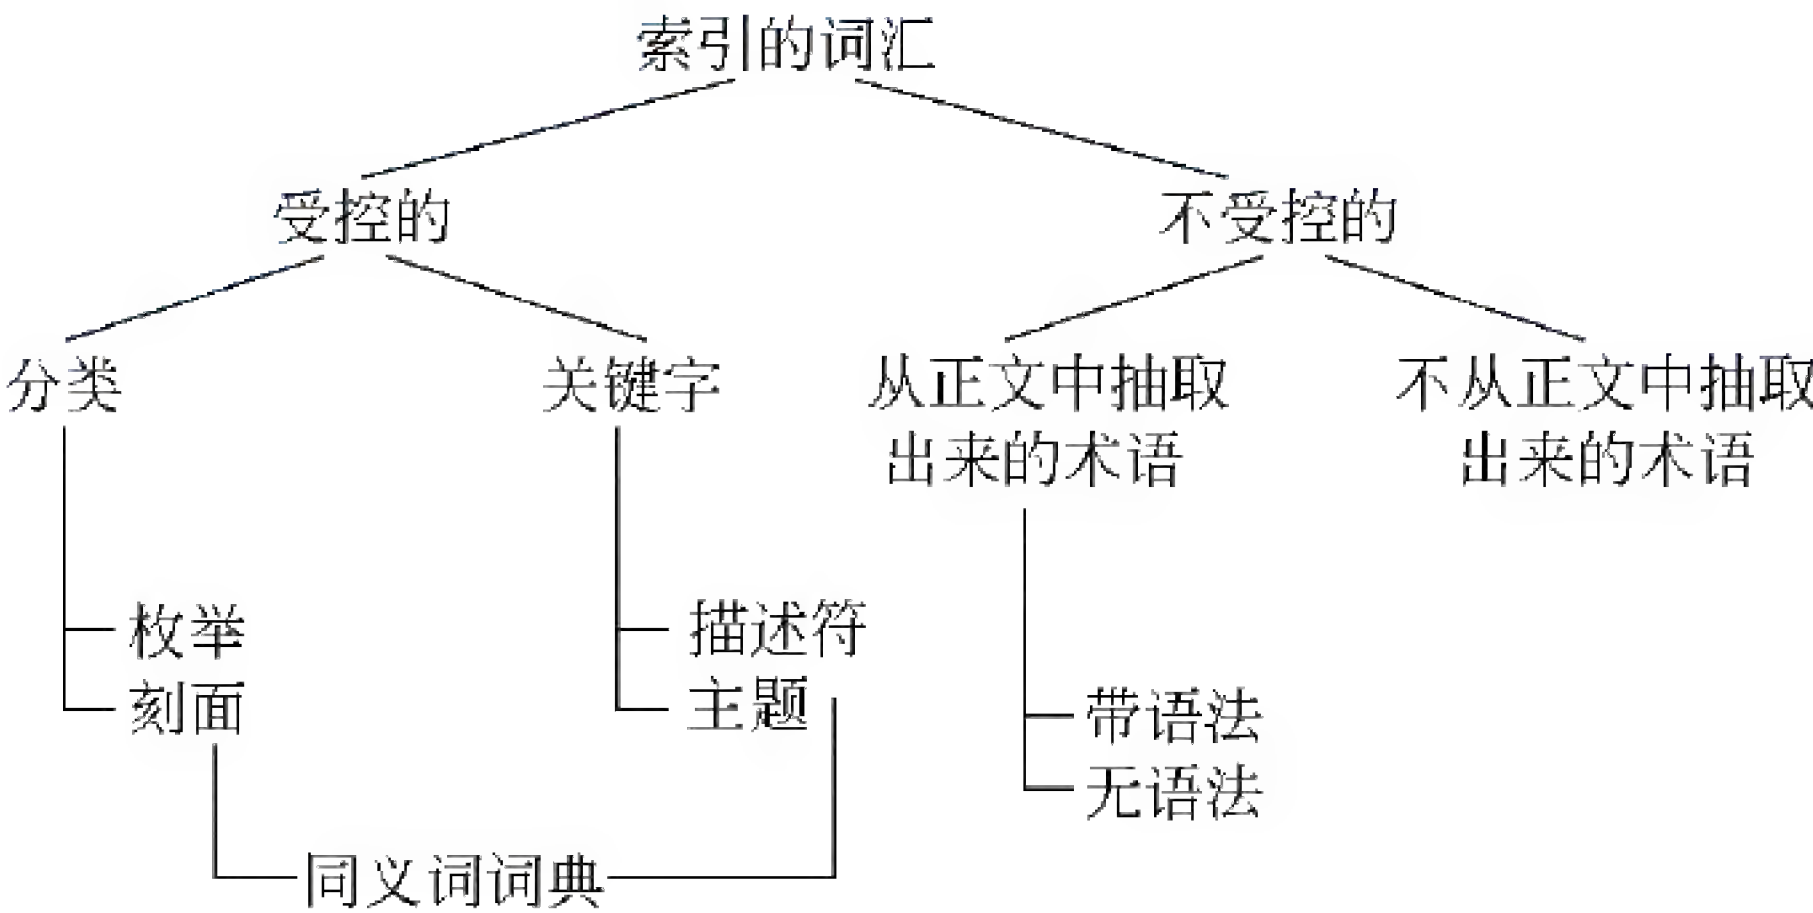 索引的词汇
受控的
不受控的
分类
关键字
从正文中抽取
出来的术语
不从正文中抽取
出来的术语
枚举
刻面
描述符
主题
带语法
无语法
同义词词典